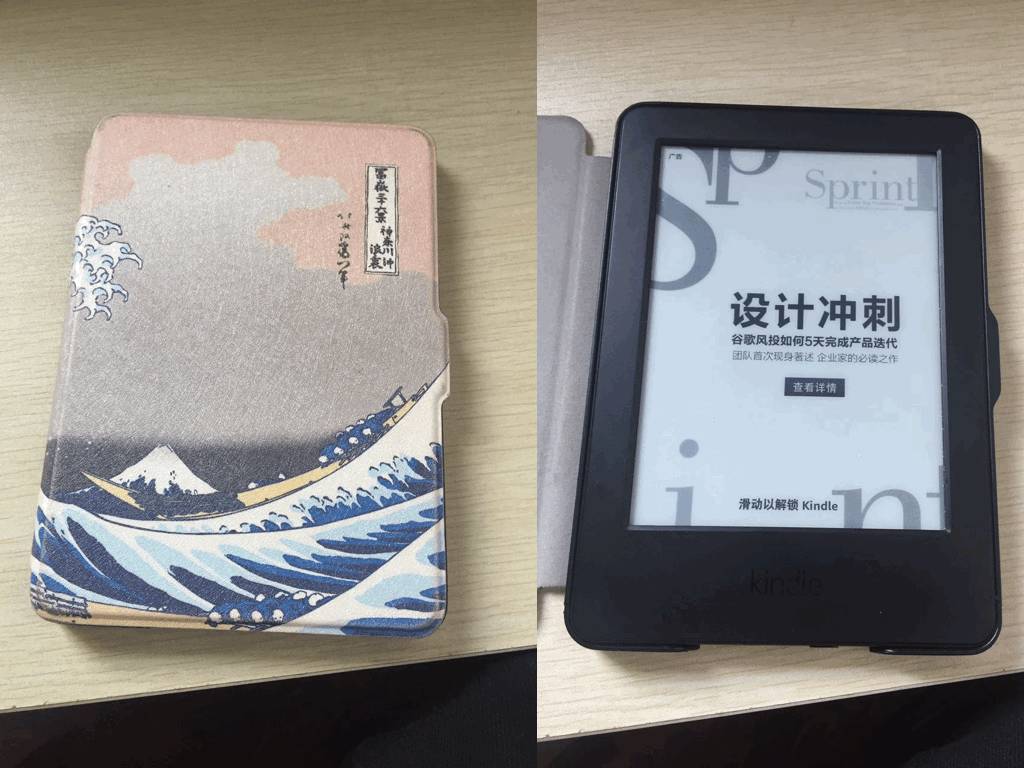 冨嶽三十六景 神奈川沖
浪裏
广告
Sprint
设计冲刺
谷歌风投如何5天完成产品迭代
团队首次现身著述 企业家的必读之作
查看详情
滑动以解锁 Kindle
kindle